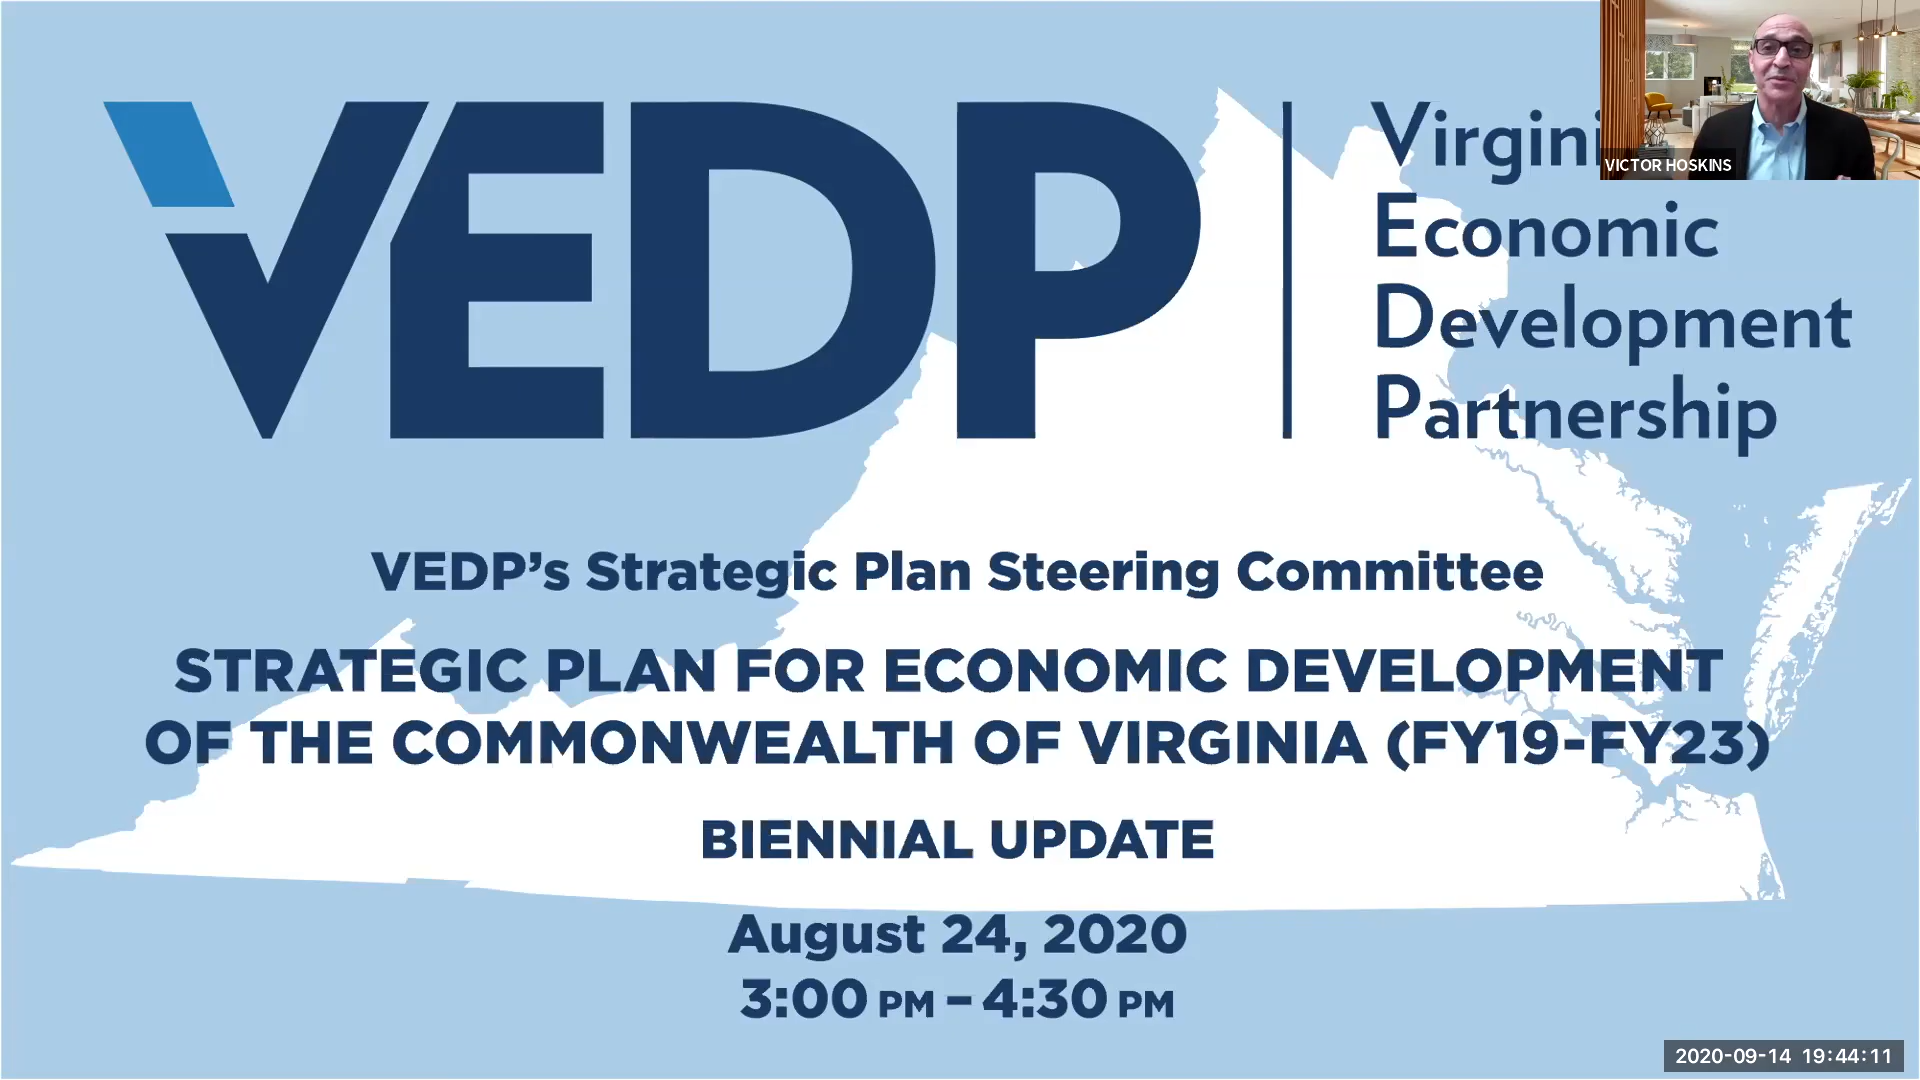 VEDP
Virgini
Economic
Development
Partnership
VICTOR HOSKINS
VEDP's Strategic Plan Steering Committee
STRATEGIC PLAN FOR ECONOMIC DEVELOPMENT
OF THE COMMONWEALTH OF VIRGINIA (FY19-FY23)
BIENNIAL UPDATE
August 24, 2020
3:00 PM – 4:30 PM
2020-09-14 19:44:11